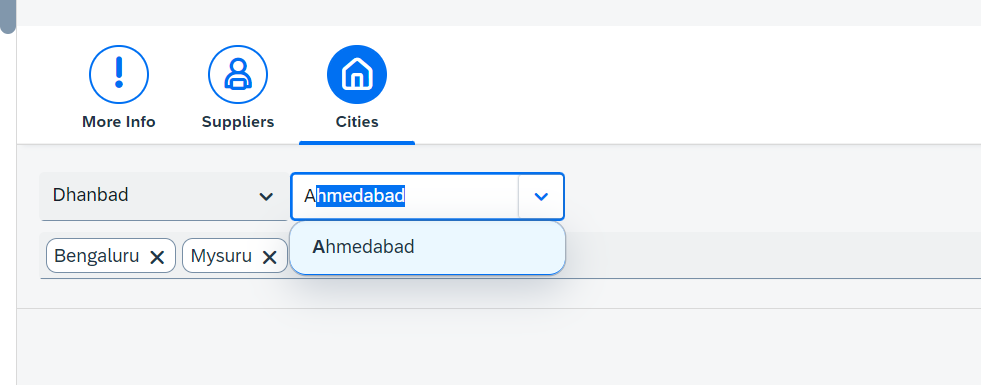 More Info Suppliers Cities
Dhanbad Ahmedabad
Ahmedabad
Bengaluru Mysuru